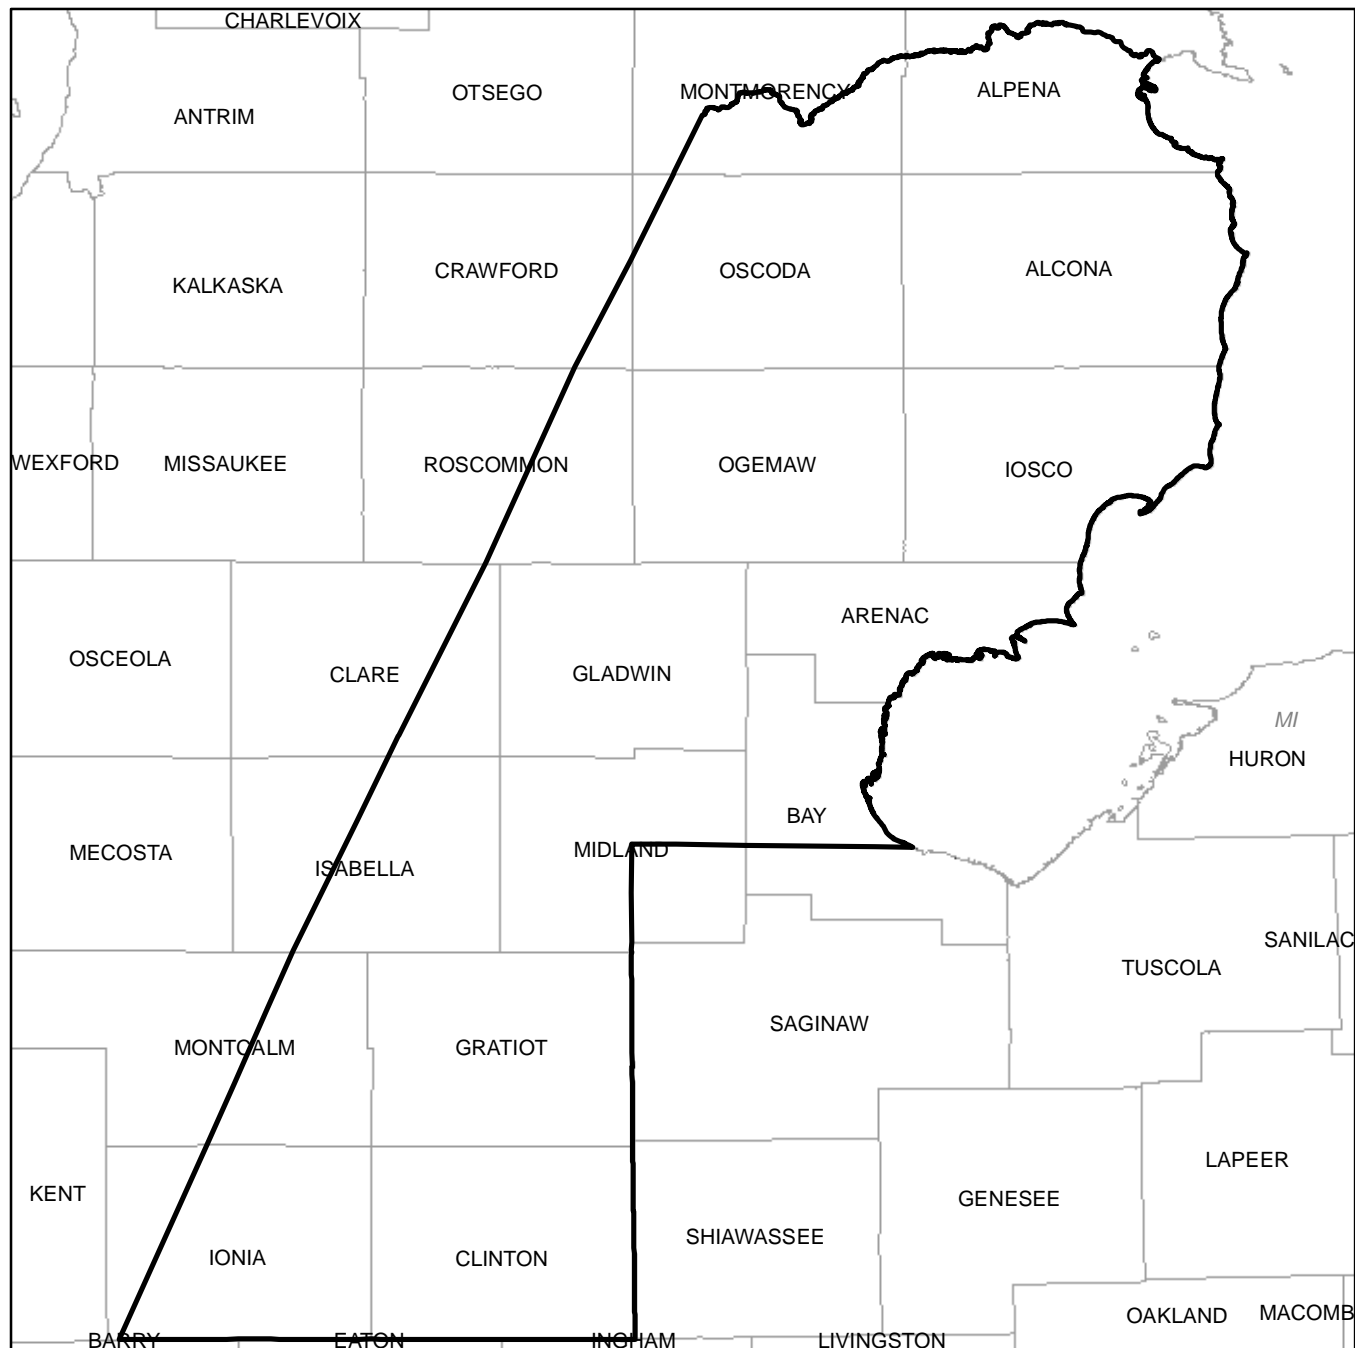 CHARLEVOIX
OTSEGO
MONTMORENCY
ALPENA
ANTRIM
KALKASKA
CRAWFORD
OSCODA
ALCONA
WEXFORD
MISSAUKEE
ROSCOMMON
OGEMAW
IOSCO
ARENAC
OSCEOLA
CLARE
GLADWIN
MI
HURON
BAY
MECOSTA
ISABELLA
MIDLAND
SANILAC
TUSCOLA
SAGINAW
MONTCALM
GRATIOT
LAPEER
KENT
GENESEE
SHIAWASSEE
IONIA
CLINTON
OAKLAND
MACOMB
BARRY
EATON
INGHAM
LIVINGSTON